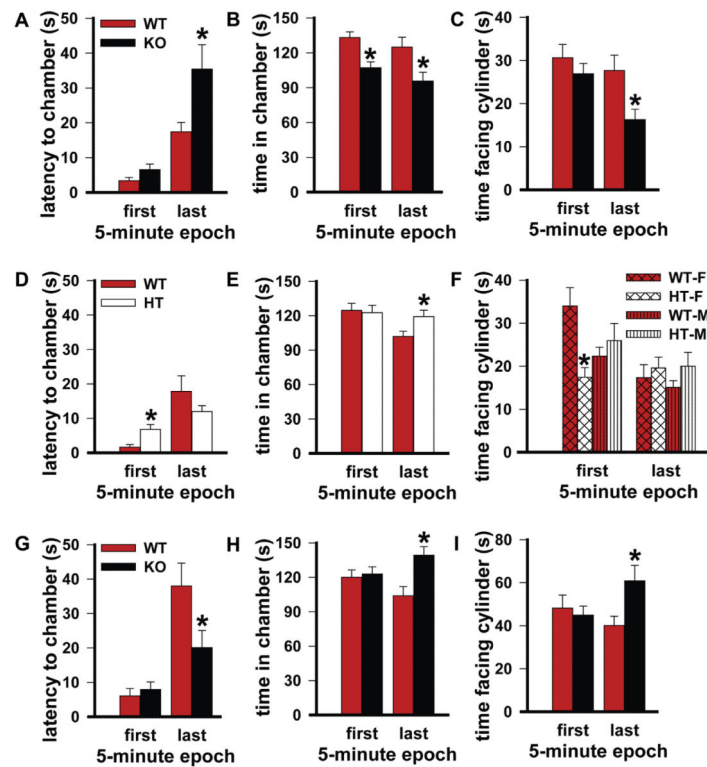 A
latency to chamber (s)
50
40
30
20
10
0
WT
KO
*
first last
5-minute epoch
B
time in chamber (s)
150
120
90
60
30
0
*
*
first last
5-minute epoch
C
time facing cylinder (s)
40
30
20
10
0
*
first last
5-minute epoch
D
latency to chamber (s)
50
40
30
20
10
0
WT
HT
*
first last
5-minute epoch
E
time in chamber (s)
150
120
90
60
30
0
*
first last
5-minute epoch
F
time facing cylinder (s)
40
30
20
10
0
WT-F
HT-F
WT-M
HT-M
*
first last
5-minute epoch
G
latency to chamber (s)
50
40
30
20
10
0
WT
KO
*
first last
5-minute epoch
H
time in chamber (s)
150
120
90
60
30
0
*
first last
5-minute epoch
I
time facing cylinder (s)
80
60
40
20
0
*
first last
5-minute epoch